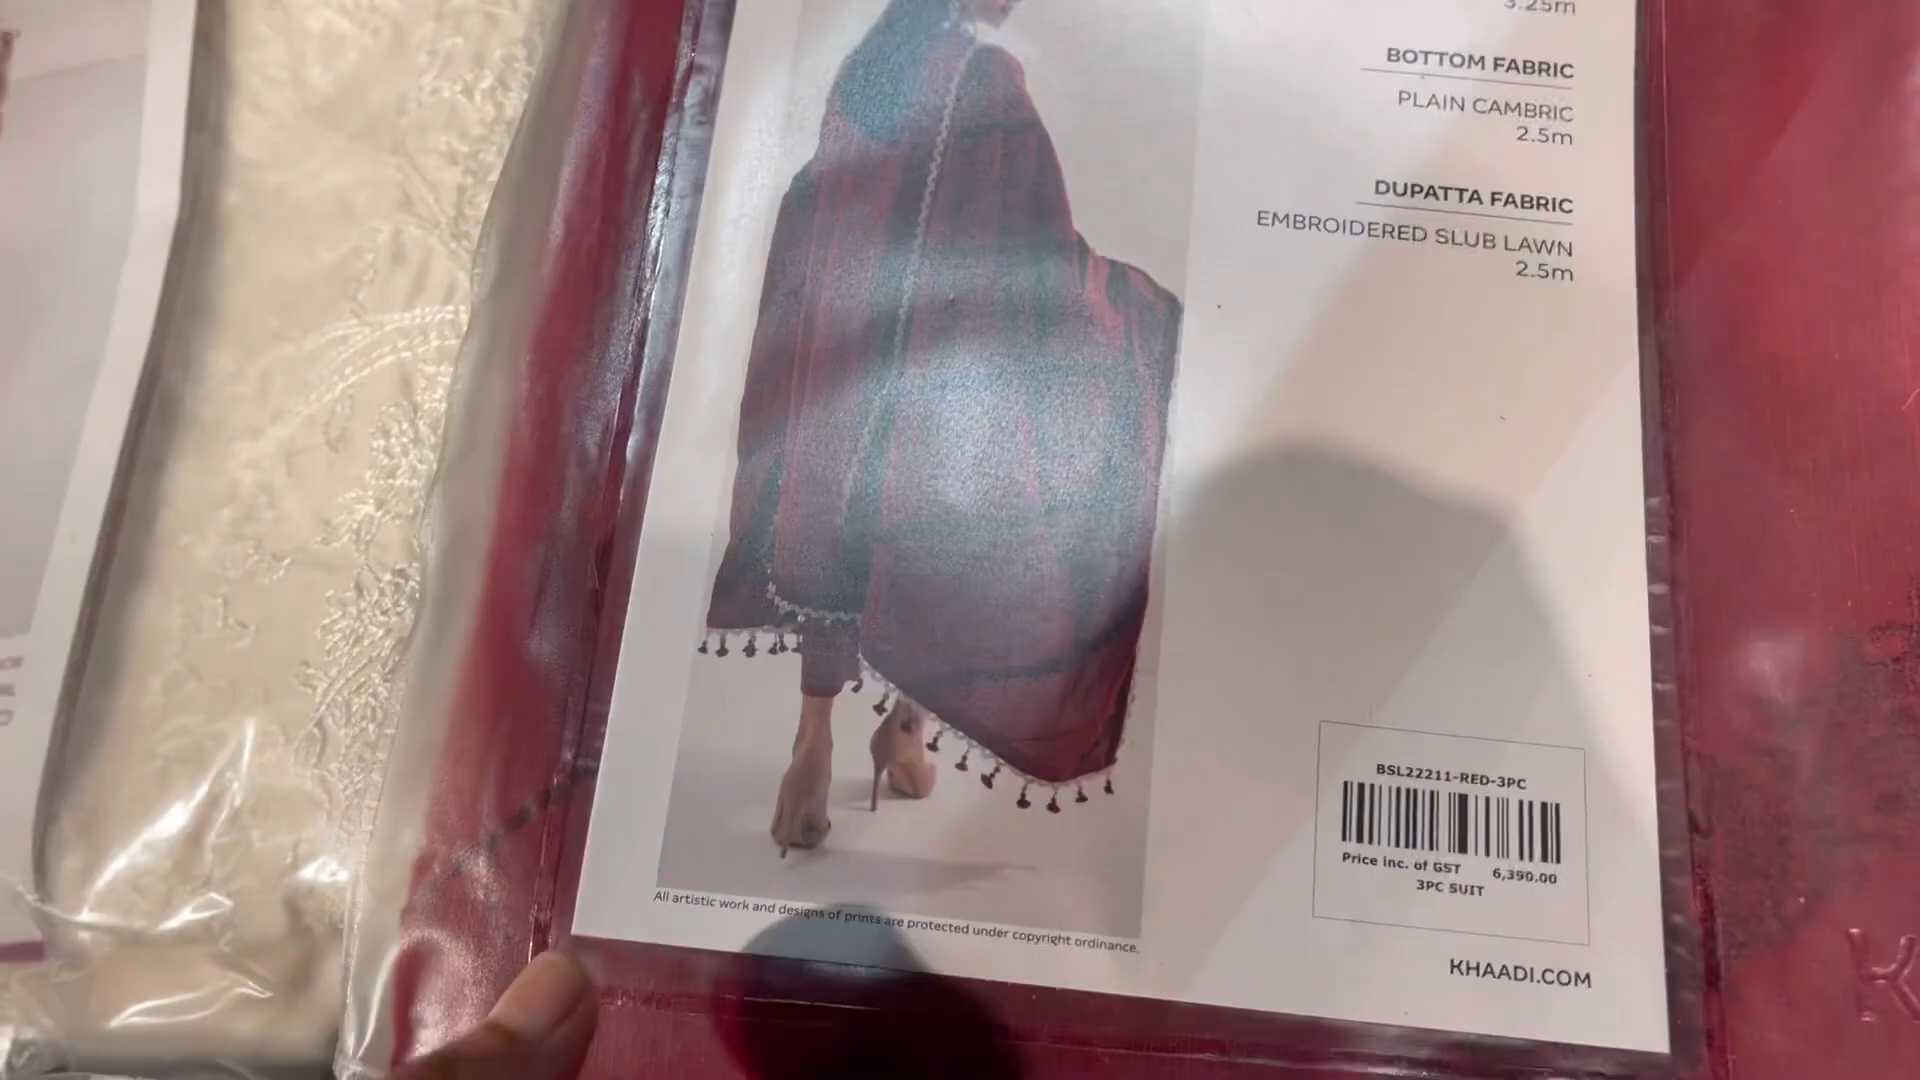 3.25m
BOTTOM FABRIC
PLAIN CAMBRIC
2.5m
DUPATTA FABRIC
EMBROIDERED SLUB LAWN
2.5m
BSL22211-RED-3PC
Price inc. of GST 6,390.00
3PC SUIT
All artistic work and designs of prints are protected under copyright ordinance.
KHAADI.COM
K